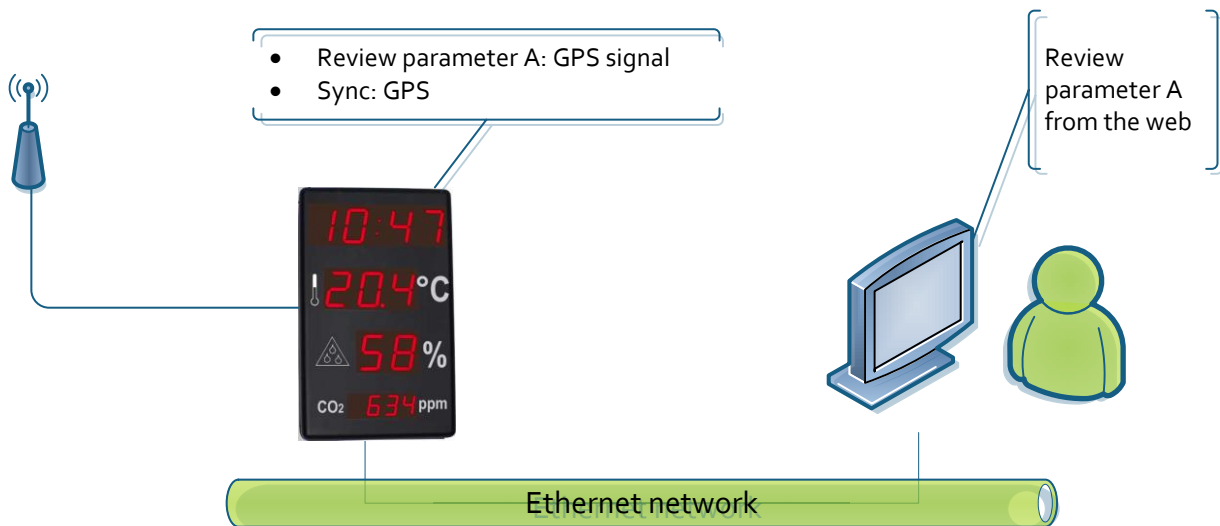 • Review parameter A: GPS signal
• Sync: GPS
Review
parameter A
from the web
10:47
20.4°C
58%
CO₂ 634 ppm
Ethernet network